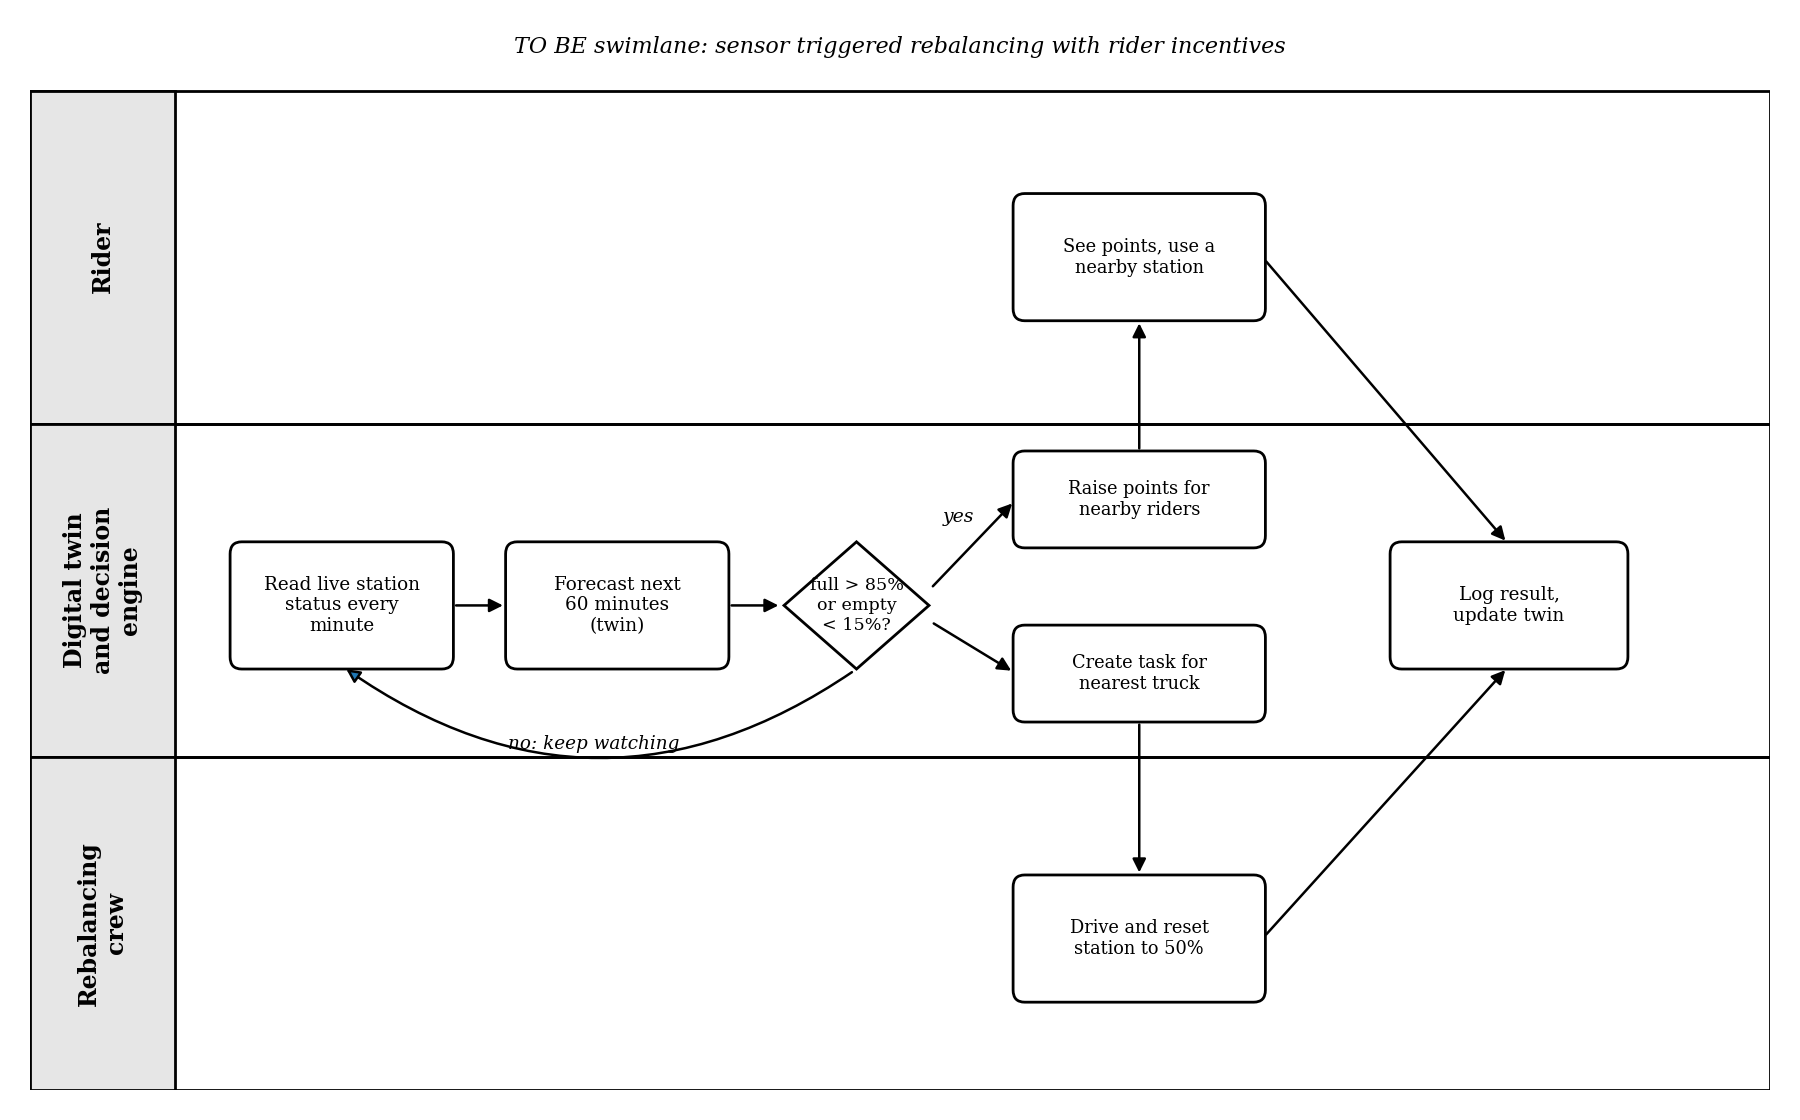 TO BE swimlane: sensor triggered rebalancing with rider incentives
Rider
See points, use a
nearby station
Digital twin
and decision
engine
Read live station
status every
minute
Forecast next
60 minutes
(twin)
full > 85%
or empty
< 15%?
yes
Raise points for
nearby riders
Create task for
nearest truck
Log result,
update twin
no: keep watching
Rebalancing
crew
Drive and reset
station to 50%